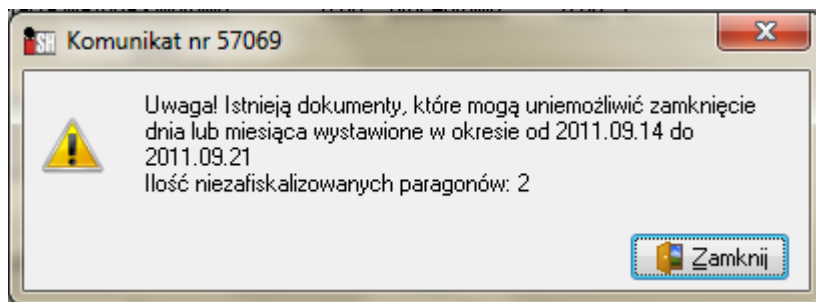 SH Komunikat nr 57069
Uwaga! Istnieją dokumenty, które mogą uniemożliwić zamknięcie
dnia lub miesiąca wystawione w okresie od 2011.09.14 do
2011.09.21
Ilość niezafiskalizowanych paragonów: 2
Zamknij